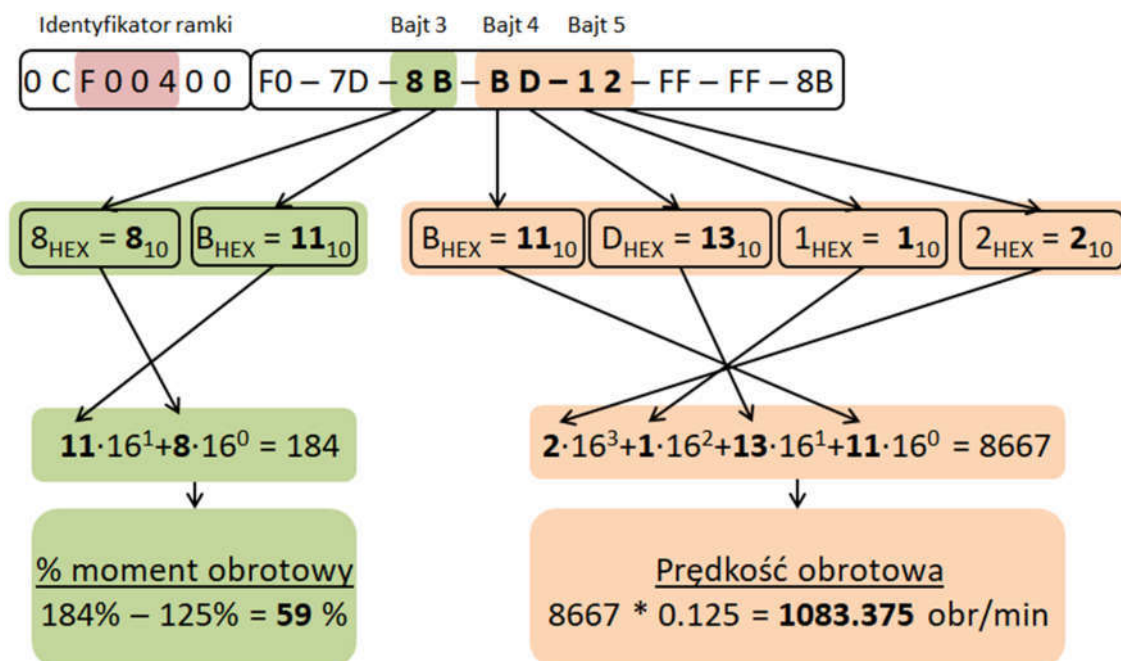 Identyfikator ramki Bajt 3 Bajt 4 Bajt 5
0 C F 0 0 4 0 0 F0 – 7D – 8 B – B D – 1 2 – FF – FF – 8B
8HEX = 810 BHEX = 1110 BHEX = 1110 DHEX = 1310 1HEX = 110 2HEX = 210
11·16¹+8·16⁰ = 184 2·16³+1·16²+13·16¹+11·16⁰ = 8667
% moment obrotowy Prędkość obrotowa
184% – 125% = 59 % 8667 * 0.125 = 1083.375 obr/min